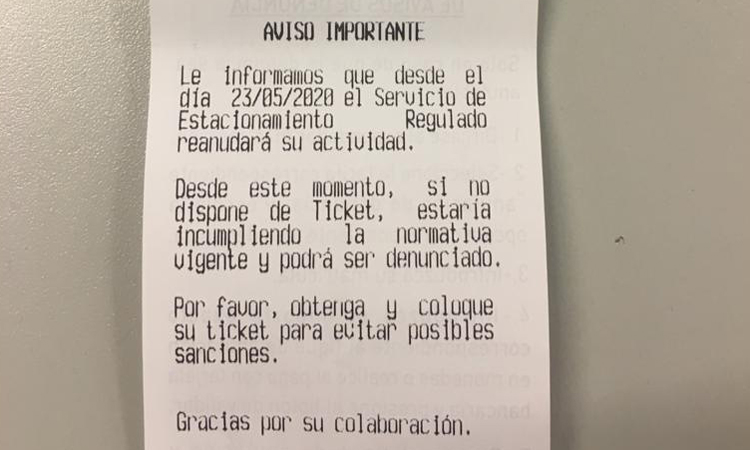 AVISO IMPORTANTE
Le informamos que desde el
día 23/05/2020 el Servicio de
Estacionamiento Regulado
reanudará su actividad.
Desde este momento, si no
dispone de Ticket, estaría
incumpliendo la normativa
vigente y podrá ser denunciado.
Por favor, obtenga y coloque
su ticket para evitar posibles
sanciones.
Gracias por su colaboración.